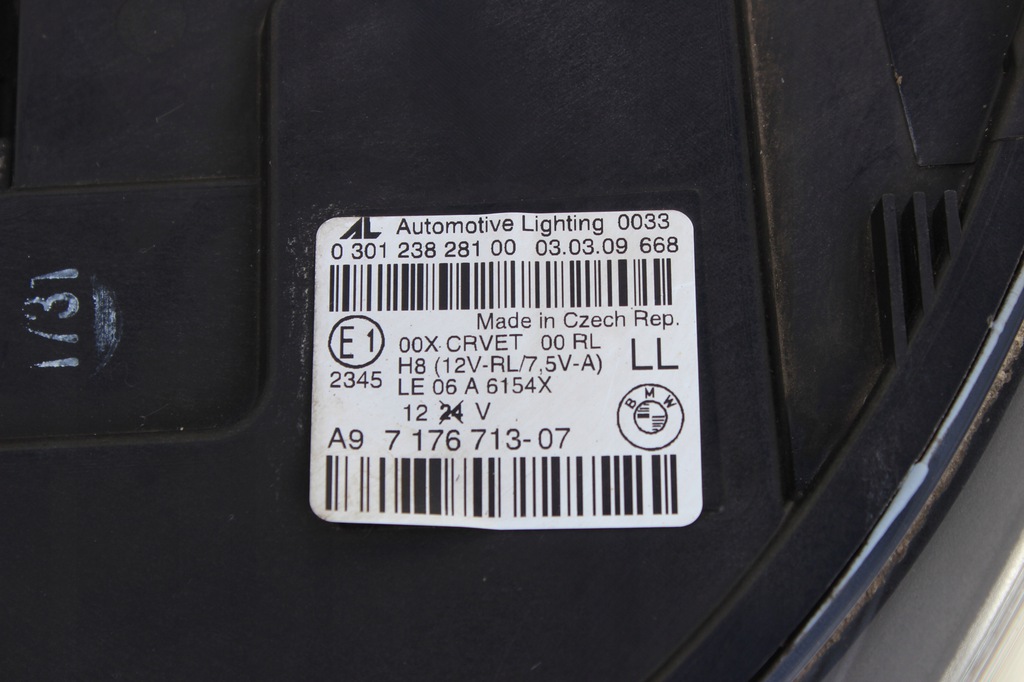 AL Automotive Lighting 0033
0 301 238 281 00 03.03.09 668
Made in Czech Rep.
E1
00X CRVET 00 RL
LL
H8 (12V-RL/7,5V-A)
2345
LE 06 A 6154X
BMW
12 24 V
A9 7 176 713-07
1/31